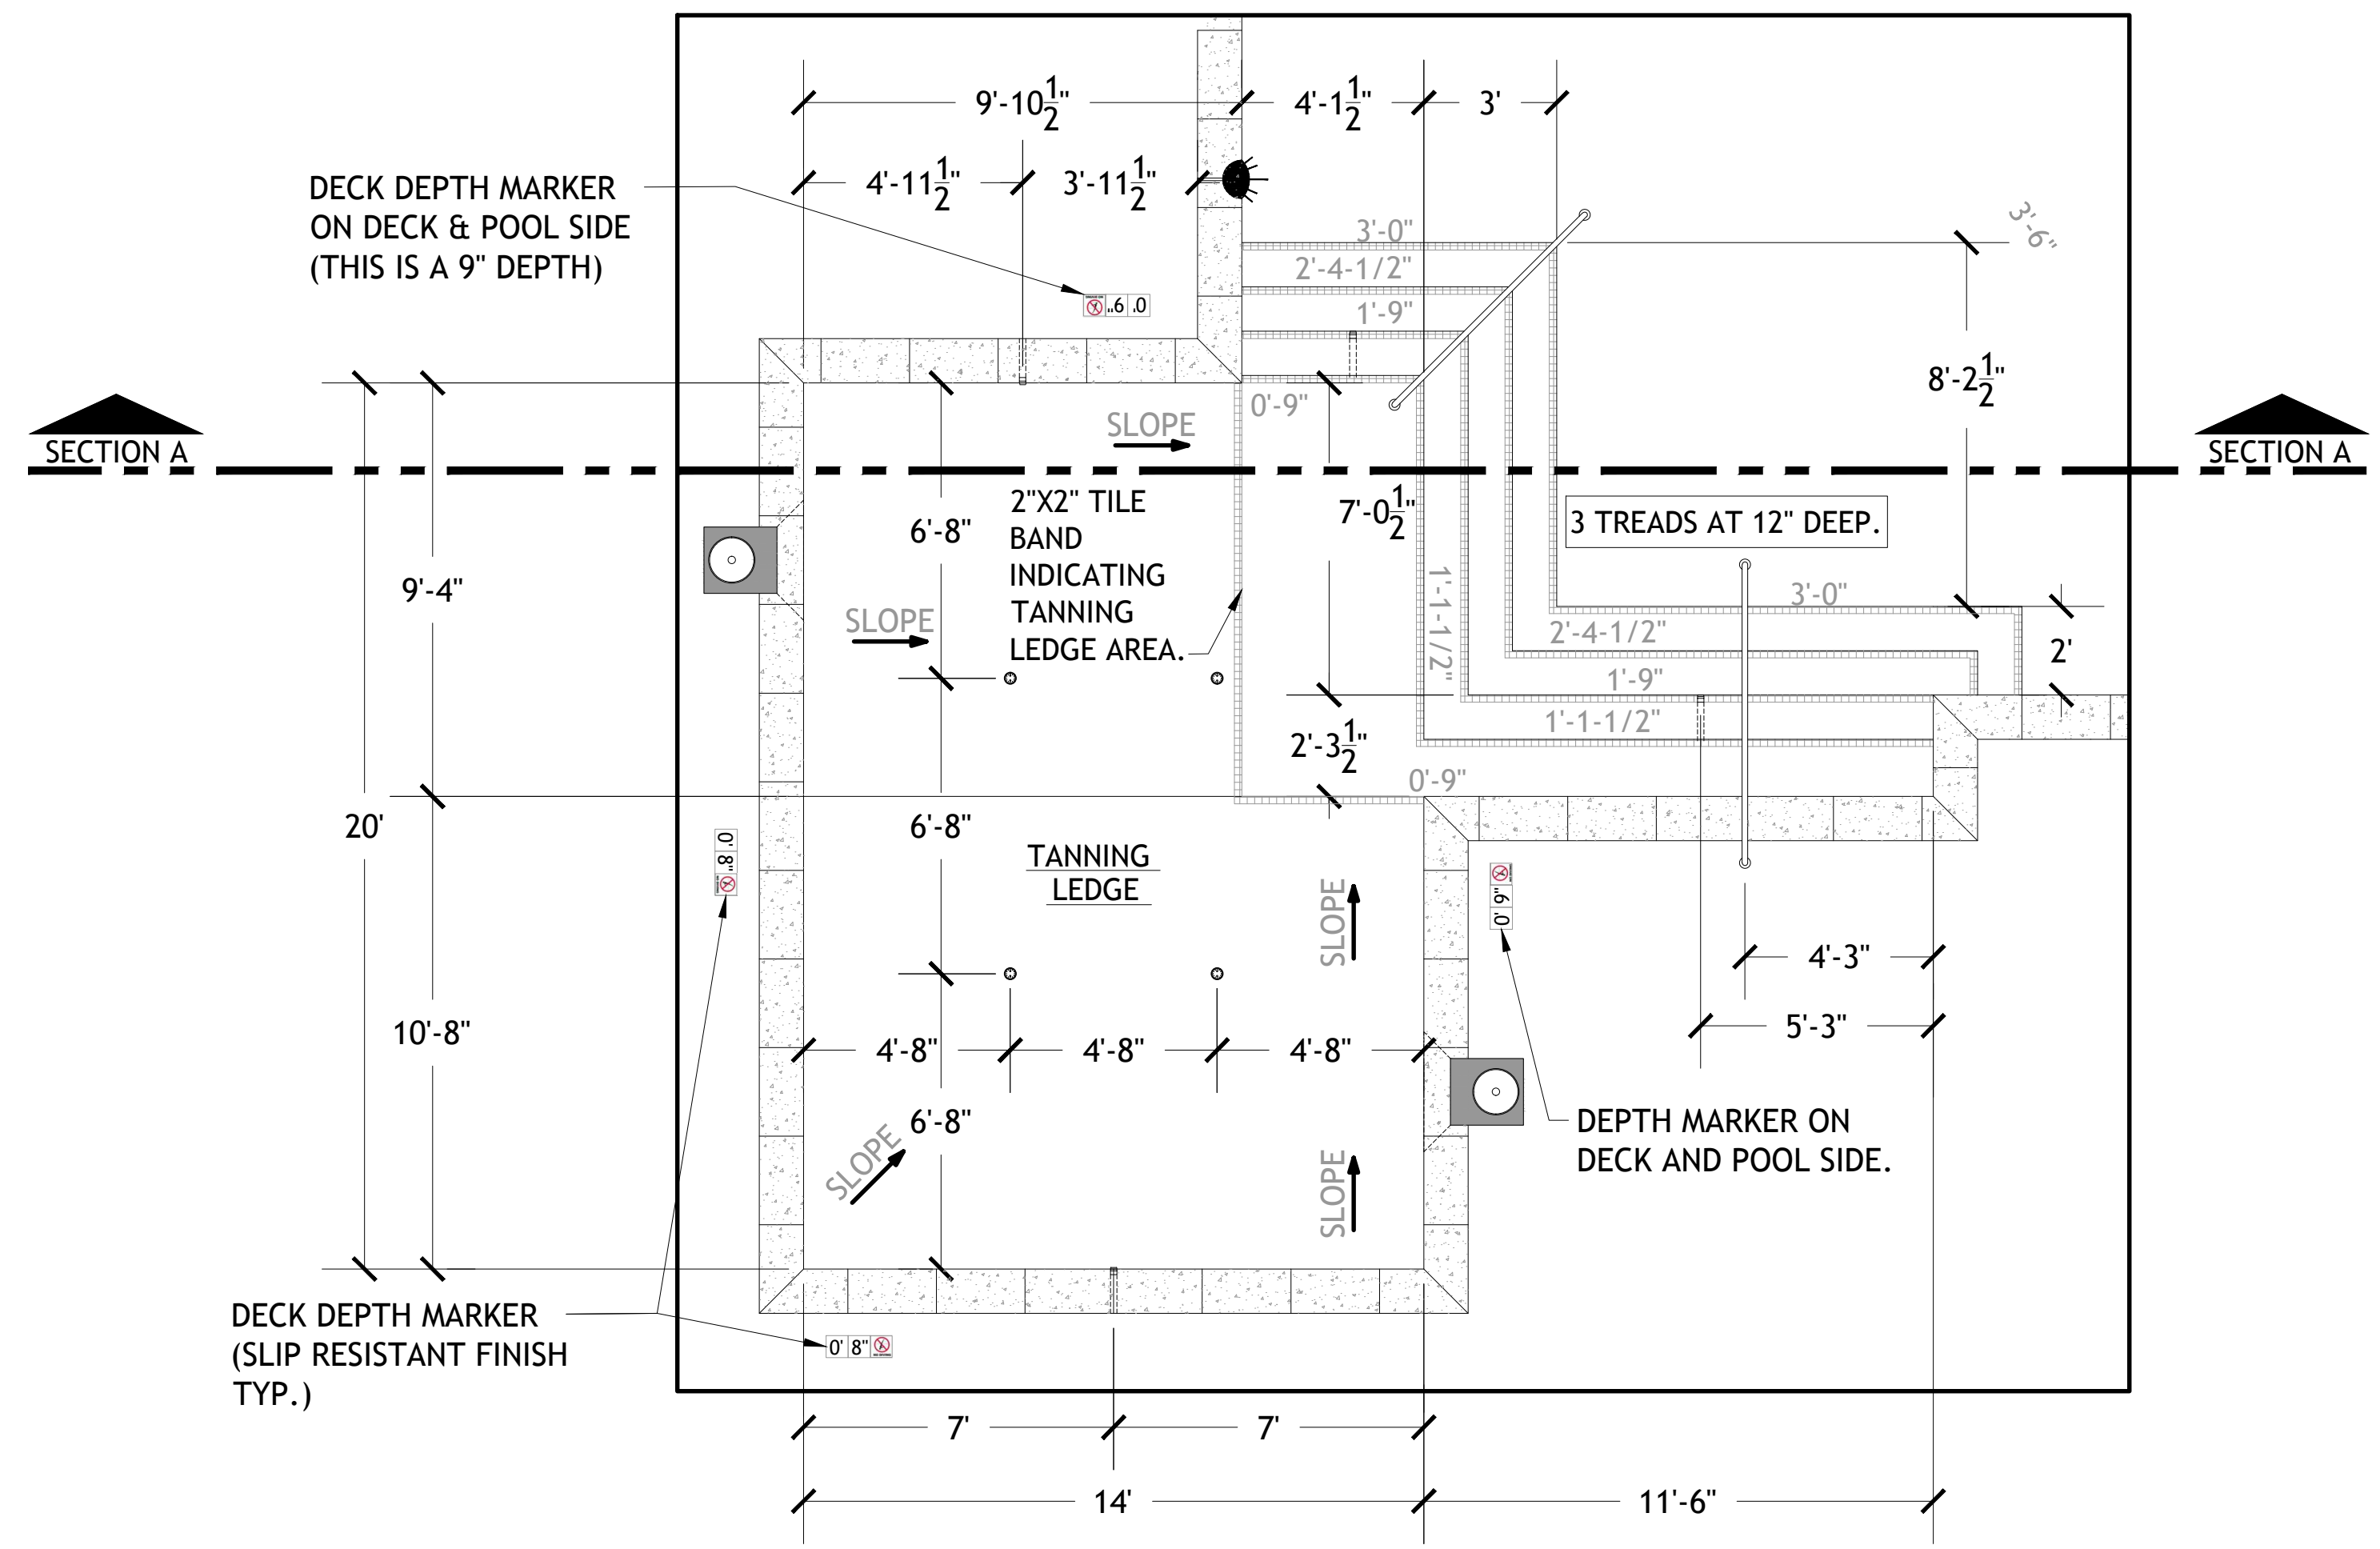 9'-10 1/2"
4'-1 1/2"
3'
4'-11 1/2"
3'-11 1/2"
DECK DEPTH MARKER
ON DECK & POOL SIDE
(THIS IS A 9" DEPTH)
0' 9"
3'-0"
2'-4-1/2"
1'-9"
0'-9"
3'-6"
8'-2 1/2"
SLOPE
SECTION A
SECTION A
2"X2" TILE
BAND
INDICATING
TANNING
LEDGE AREA.
6'-8"
7'-0 1/2"
3 TREADS AT 12" DEEP.
9'-4"
SLOPE
1'-1-1/2"
3'-0"
2'-4-1/2"
1'-9"
1'-1-1/2"
2'
2'-3 1/2"
0'-9"
20'
6'-8"
0' 8"
TANNING
LEDGE
SLOPE
0' 9"
4'-3"
5'-3"
10'-8"
4'-8"
4'-8"
4'-8"
6'-8"
SLOPE
SLOPE
DEPTH MARKER ON
DECK AND POOL SIDE.
DECK DEPTH MARKER
(SLIP RESISTANT FINISH
TYP.)
0' 8"
7'
7'
14'
11'-6"